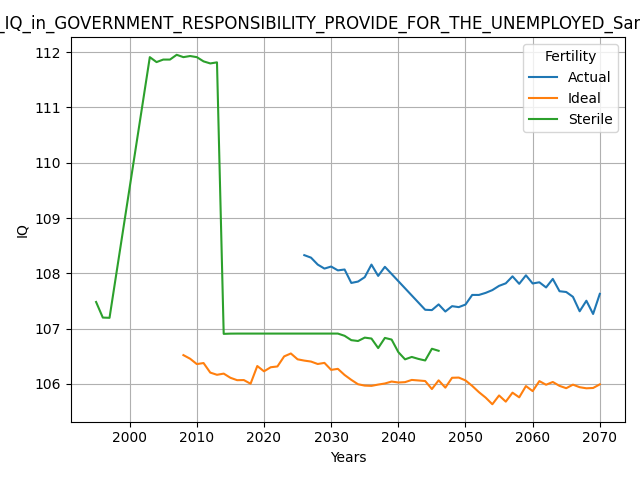 _IQ_in_GOVERNMENT_RESPONSIBILITY_PROVIDE_FOR_THE_UNEMPLOYED_Sar
112
111
110
109
108
107
106
IQ
Fertility
Actual
Ideal
Sterile
2000 2010 2020 2030 2040 2050 2060 2070
Years